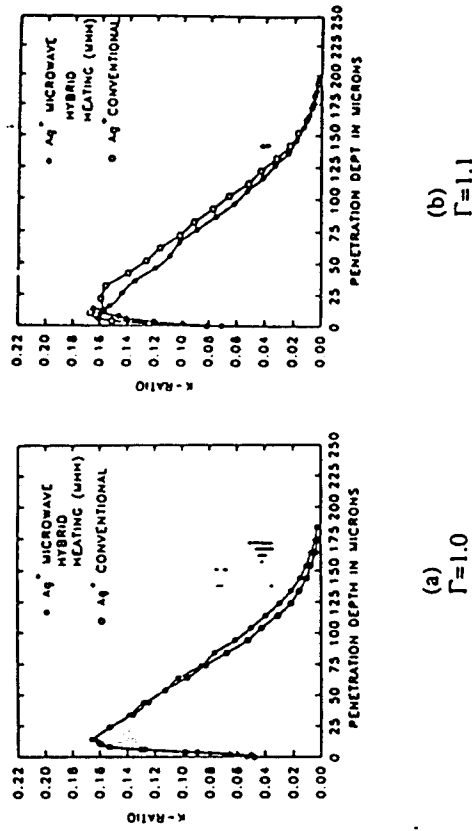 0.22
0.20
0.18
0.16
0.14
0.12
0.10
0.08
0.06
0.04
0.02
0.00
K-RATIO
• Ag+ MICROWAVE
HYBRID
HEATING (MHH)
• Ag+ CONVENTIONAL
0 25 50 75 100 125 150 175 200 225 250
PENETRATION DEPTH IN MICRONS
(a)
Γ=1.0
0.22
0.20
0.18
0.16
0.14
0.12
0.10
0.08
0.06
0.04
0.02
0.00
K-RATIO
• Ag+ MICROWAVE
HYBRID
HEATING (MHH)
o Ag+ CONVENTIONAL
0 25 50 75 100 125 150 175 200 225 250
PENETRATION DEPT IN MICRONS
(b)
Γ=1.1